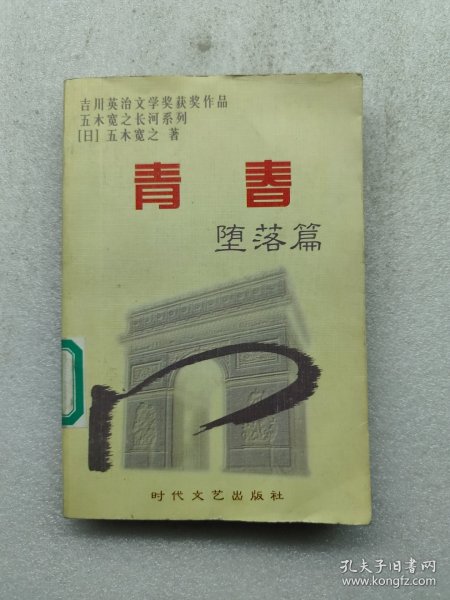 吉川英治文学奖获奖作品
五木宽之长河系列
[日] 五木宽之 著
青春
堕落篇
时代文艺出版社
孔夫子旧书网
www.kongfz.com